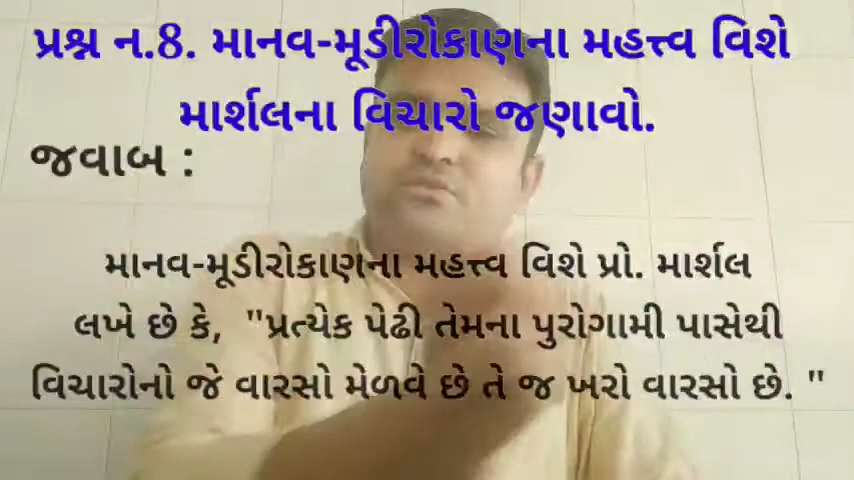 પ્રશ્ન ન.8. માનવ-મૂડીરોકાણના મહત્ત્વ વિશે
માર્શલના વિચારો જણાવો.
જવાબ :
માનવ-મૂડીરોકાણના મહત્ત્વ વિશે પ્રો. માર્શલ
લખે છે કે, "પ્રત્યેક પેઢી તેમના પુરોગામી પાસેથી
વિચારોનો જે વારસો મેળવે છે તે જ ખરો વારસો છે. "